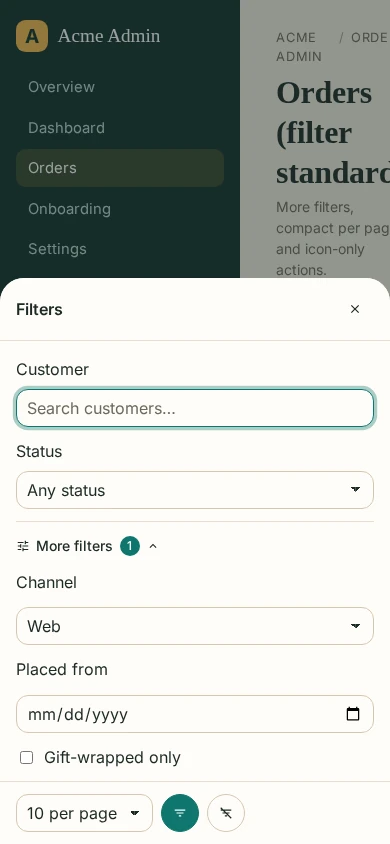 A Acme Admin
Overview
Dashboard
Orders
Onboarding
Settings
ACME / ORDE
ADMIN
Orders
(filter
standard
More filters,
compact per pag
and icon-only
actions.
Filters
Customer
Search customers...
Status
Any status
More filters 1
Channel
Web
Placed from
mm/dd/yyyy
Gift-wrapped only
10 per page